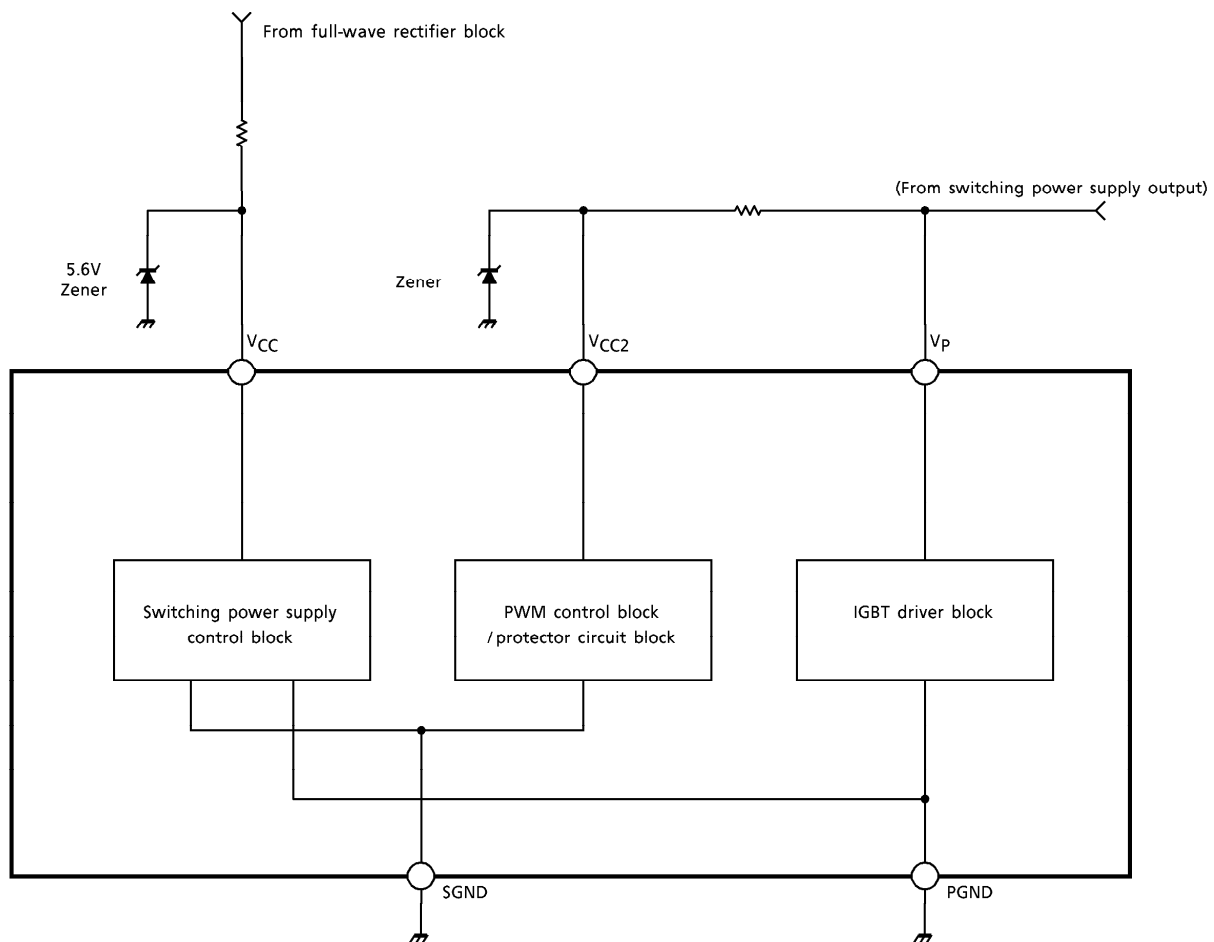 From full-wave rectifier block
(From switching power supply output)
5.6V
Zener
Zener
VCC
VCC2
VP
Switching power supply
control block
PWM control block
/protector circuit block
IGBT driver block
SGND
PGND